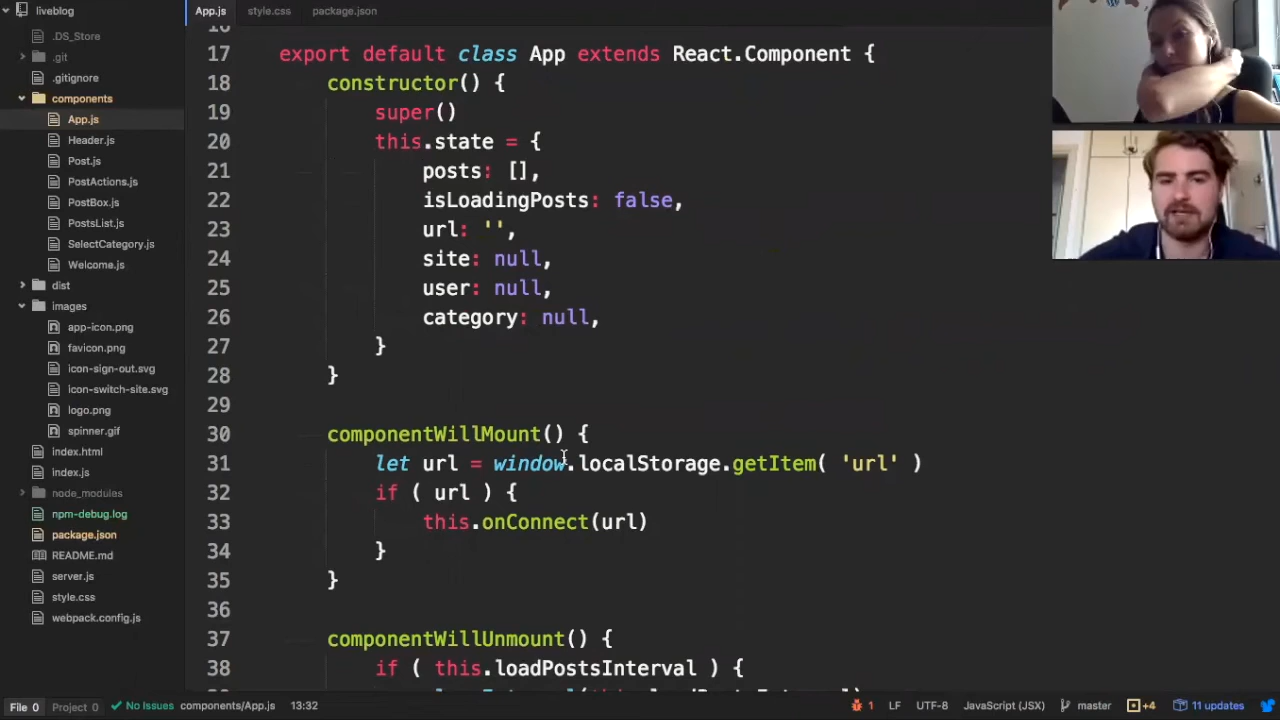 liveblog
.DS_Store
.git
.gitignore
components
App.js
Header.js
Post.js
PostActions.js
PostBox.js
PostsList.js
SelectCategory.js
Welcome.js
dist
images
app-icon.png
favicon.png
icon-sign-out.svg
icon-switch-site.svg
logo.png
spinner.gif
index.html
index.js
node_modules
npm-debug.log
package.json
README.md
server.js
style.css
webpack.config.js
App.js style.css package.json
16
17 export default class App extends React.Component {
18 constructor() {
19 super()
20 this.state = {
21 posts: [],
22 isLoadingPosts: false,
23 url: '',
24 site: null,
25 user: null,
26 category: null,
27 }
28 }
29
30 componentWillMount() {
31 let url = window.localStorage.getItem( 'url' )
32 if ( url ) {
33 this.onConnect(url)
34 }
35 }
36
37 componentWillUnmount() {
38 if ( this.loadPostsInterval ) {
File 0 Project 0 No Issues components/App.js 13:32 1 LF UTF-8 JavaScript (JSX) master +4 11 updates